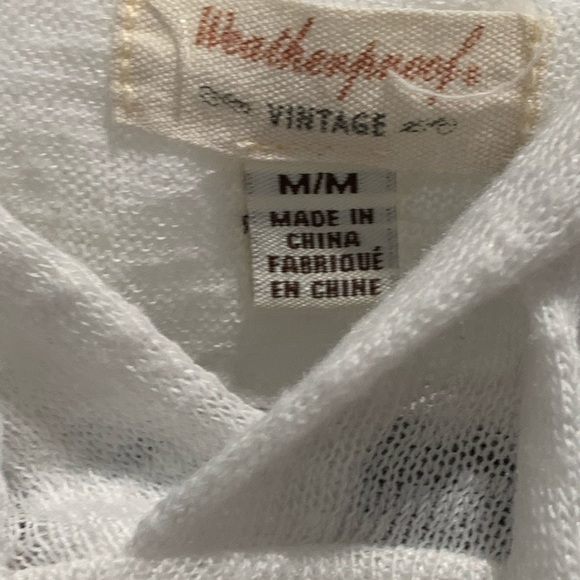 Weatherproof®
VINTAGE
M/M
MADE IN
CHINA
FABRIQUÉ
EN CHINE